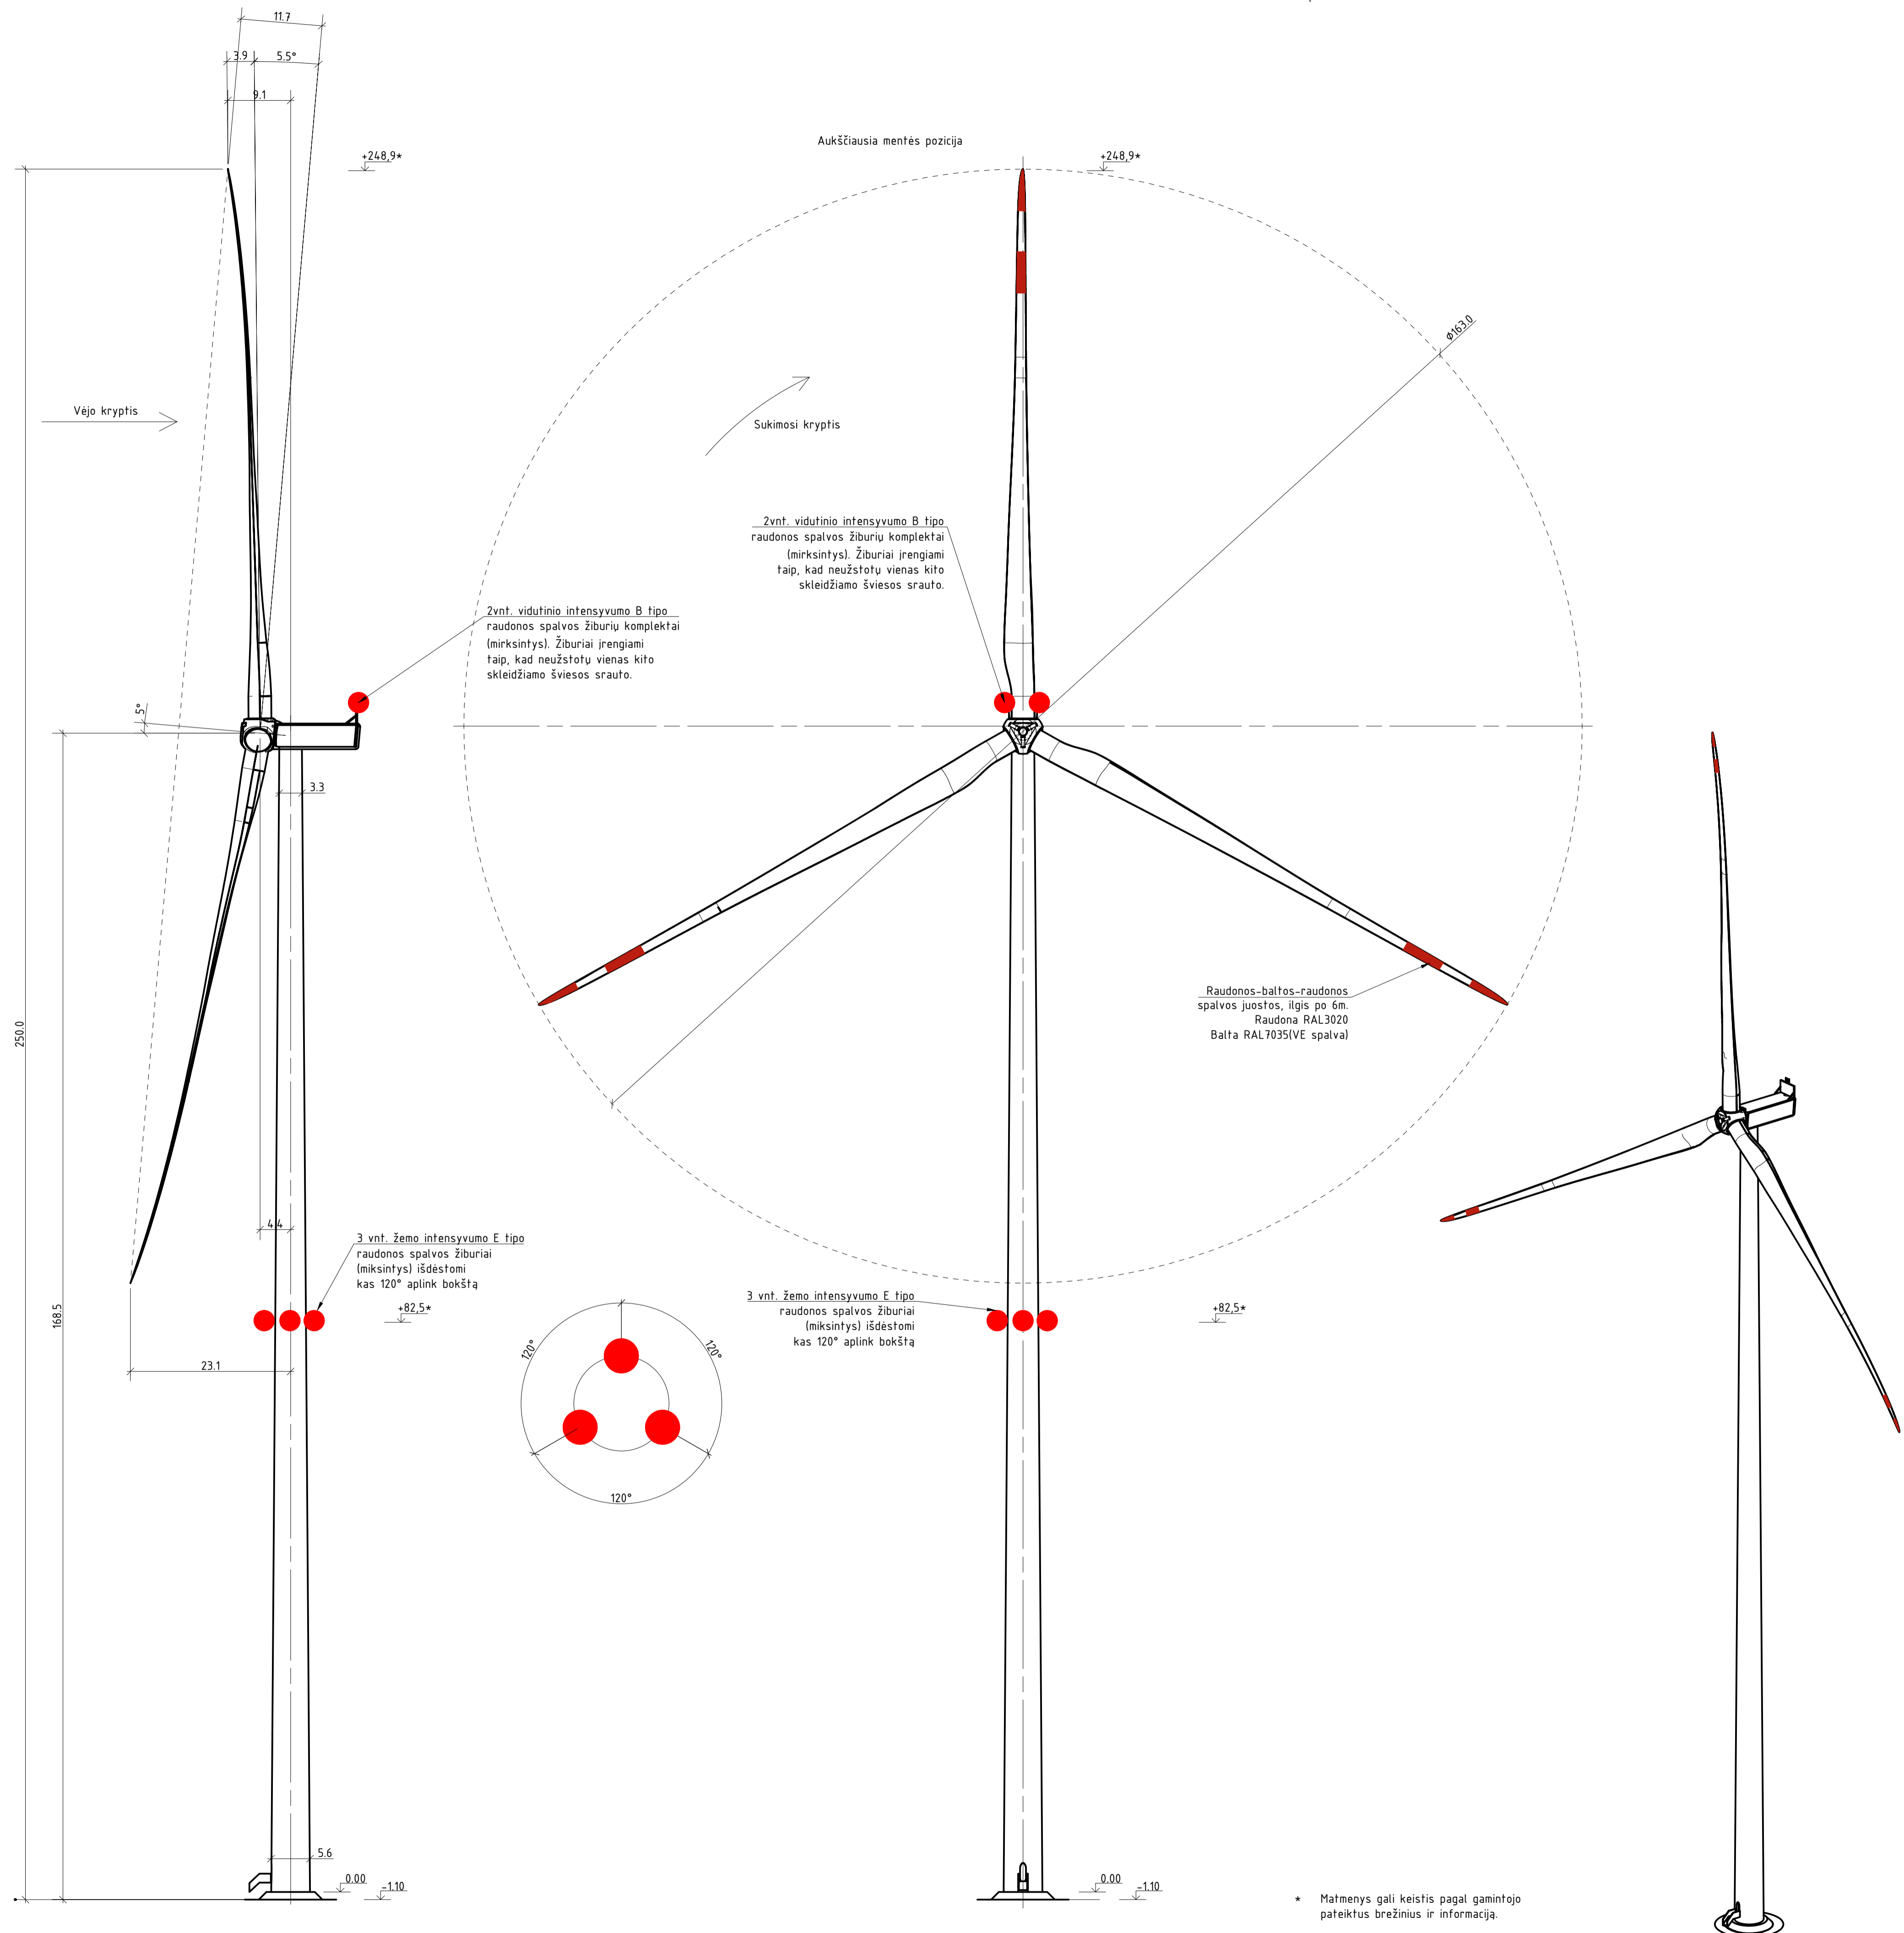 11.7
3.9
5.5°
9.1
+248,9*
Aukščiausia mentės pozicija
+248,9*
ø163.0
Vėjo kryptis
Sukimosi kryptis
2vnt. vidutinio intensyvumo B tipo
raudonos spalvos žiburių komplektai
(mirksintys). Žiburiai įrengiami
taip, kad neužstotų vienas kito
skleidžiamo šviesos srauto.
2vnt. vidutinio intensyvumo B tipo
raudonos spalvos žiburių komplektai
(mirksintys). Žiburiai įrengiami
taip, kad neužstotų vienas kito
skleidžiamo šviesos srauto.
5°
3.3
Raudonos-baltos-raudonos
spalvos juostos, ilgis po 6m.
Raudona RAL3020
Balta RAL7035(VE spalva)
250.0
168.5
4.4
3 vnt. žemo intensyvumo E tipo
raudonos spalvos žiburiai
(miksintys) išdėstomi
kas 120° aplink bokštą
+82,5*
3 vnt. žemo intensyvumo E tipo
raudonos spalvos žiburiai
(miksintys) išdėstomi
kas 120° aplink bokštą
+82,5*
23.1
120°
120°
120°
5.6
0.00
-1.10
0.00
-1.10
* Matmenys gali keistis pagal gamintojo
pateiktus brežinius ir informaciją.